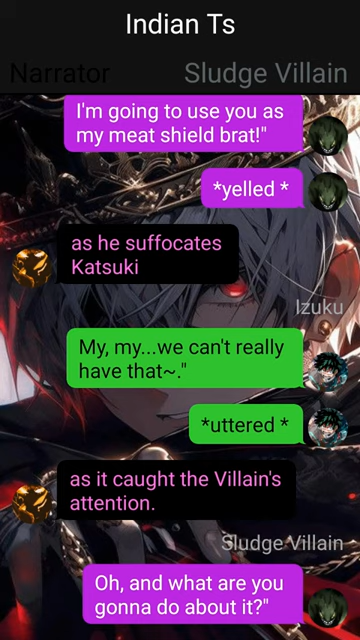 Indian Ts
Narrator
Sludge Villain
I'm going to use you as
my meat shield brat!"
*yelled *
as he suffocates
Katsuki
Izuku
My, my...we can't really
have that~."
*uttered *
as it caught the Villain's
attention.
Sludge Villain
Oh, and what are you
gonna do about it?"